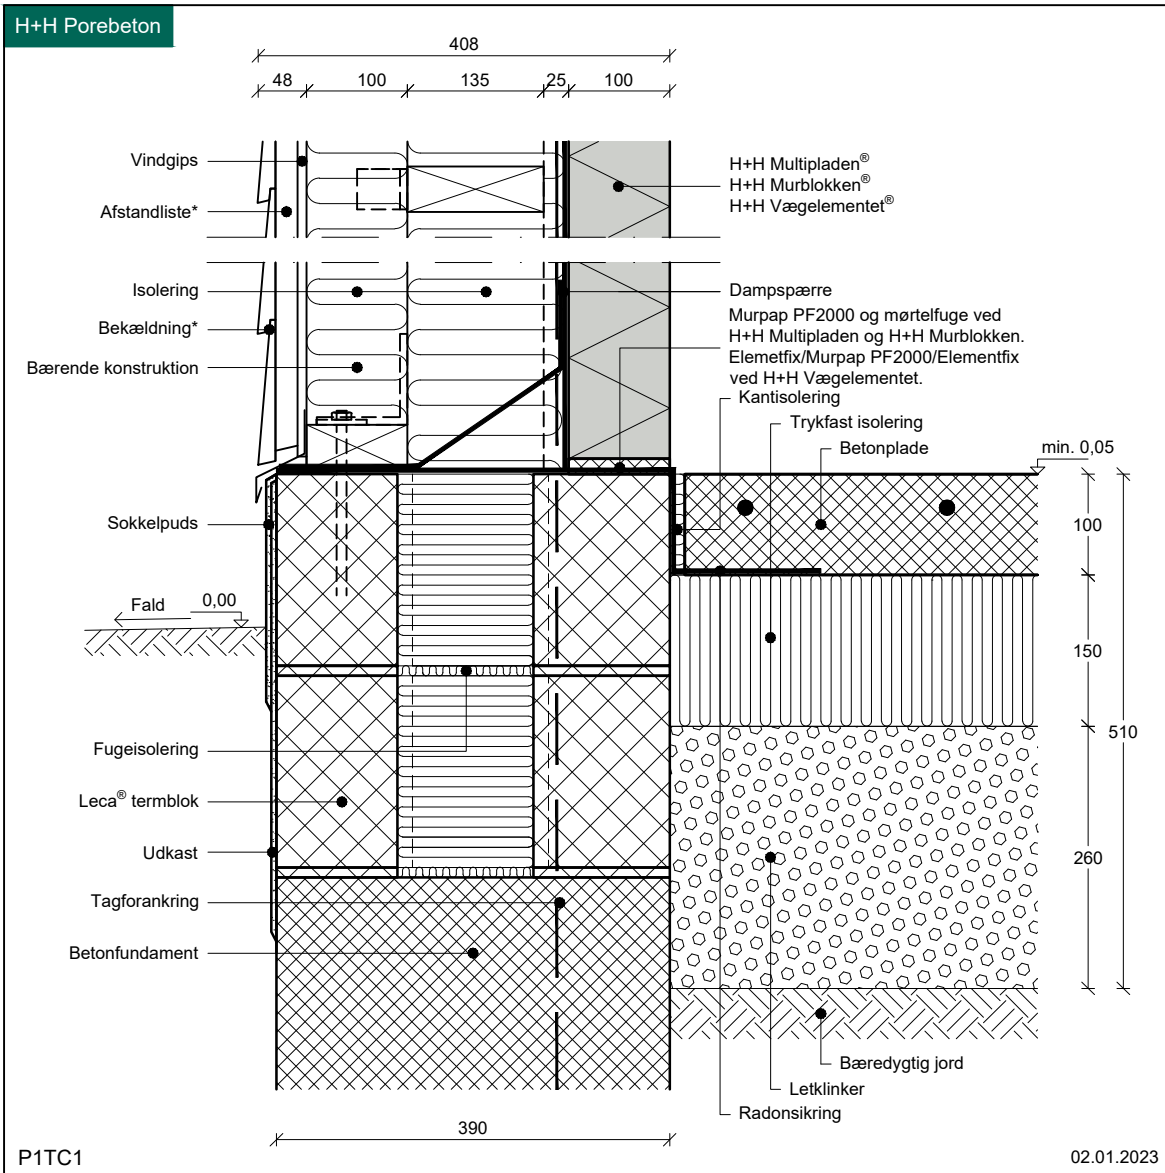 H+H Porebeton
408
48 100 135 25 100
Vindgips
Afstandliste*
Isolering
Bekældning*
Bærende konstruktion
Sokkelpuds
Fald 0,00
Fugeisolering
Leca® termblok
Udkast
Tagforankring
Betonfundament
H+H Multipladen®
H+H Murblokken®
H+H Vægelementet®
Dampspærre
Murpap PF2000 og mørtelfuge ved
H+H Multipladen og H+H Murblokken.
Elemetfix/Murpap PF2000/Elementfix
ved H+H Vægelementet.
Kantisolering
Trykfast isolering
Betonplade
min. 0,05
100
150
510
260
Bæredygtig jord
Letklinker
Radonsikring
390
P1TC1
02.01.2023